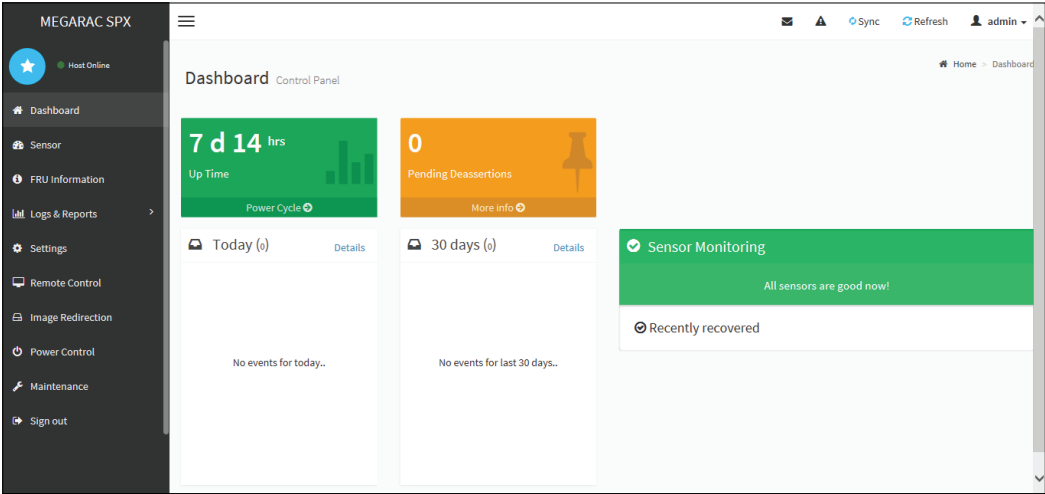 MEGARAC SPX
Sync
Refresh
admin
Host Online
Dashboard Control Panel
Home > Dashboard
Dashboard
Sensor
FRU Information
Logs & Reports >
Settings
Remote Control
Image Redirection
Power Control
Maintenance
Sign out
7 d 14 hrs
Up Time
Power Cycle
0
Pending Deassertions
More info
Today (0) Details
No events for today..
30 days (0) Details
No events for last 30 days..
Sensor Monitoring
All sensors are good now!
Recently recovered